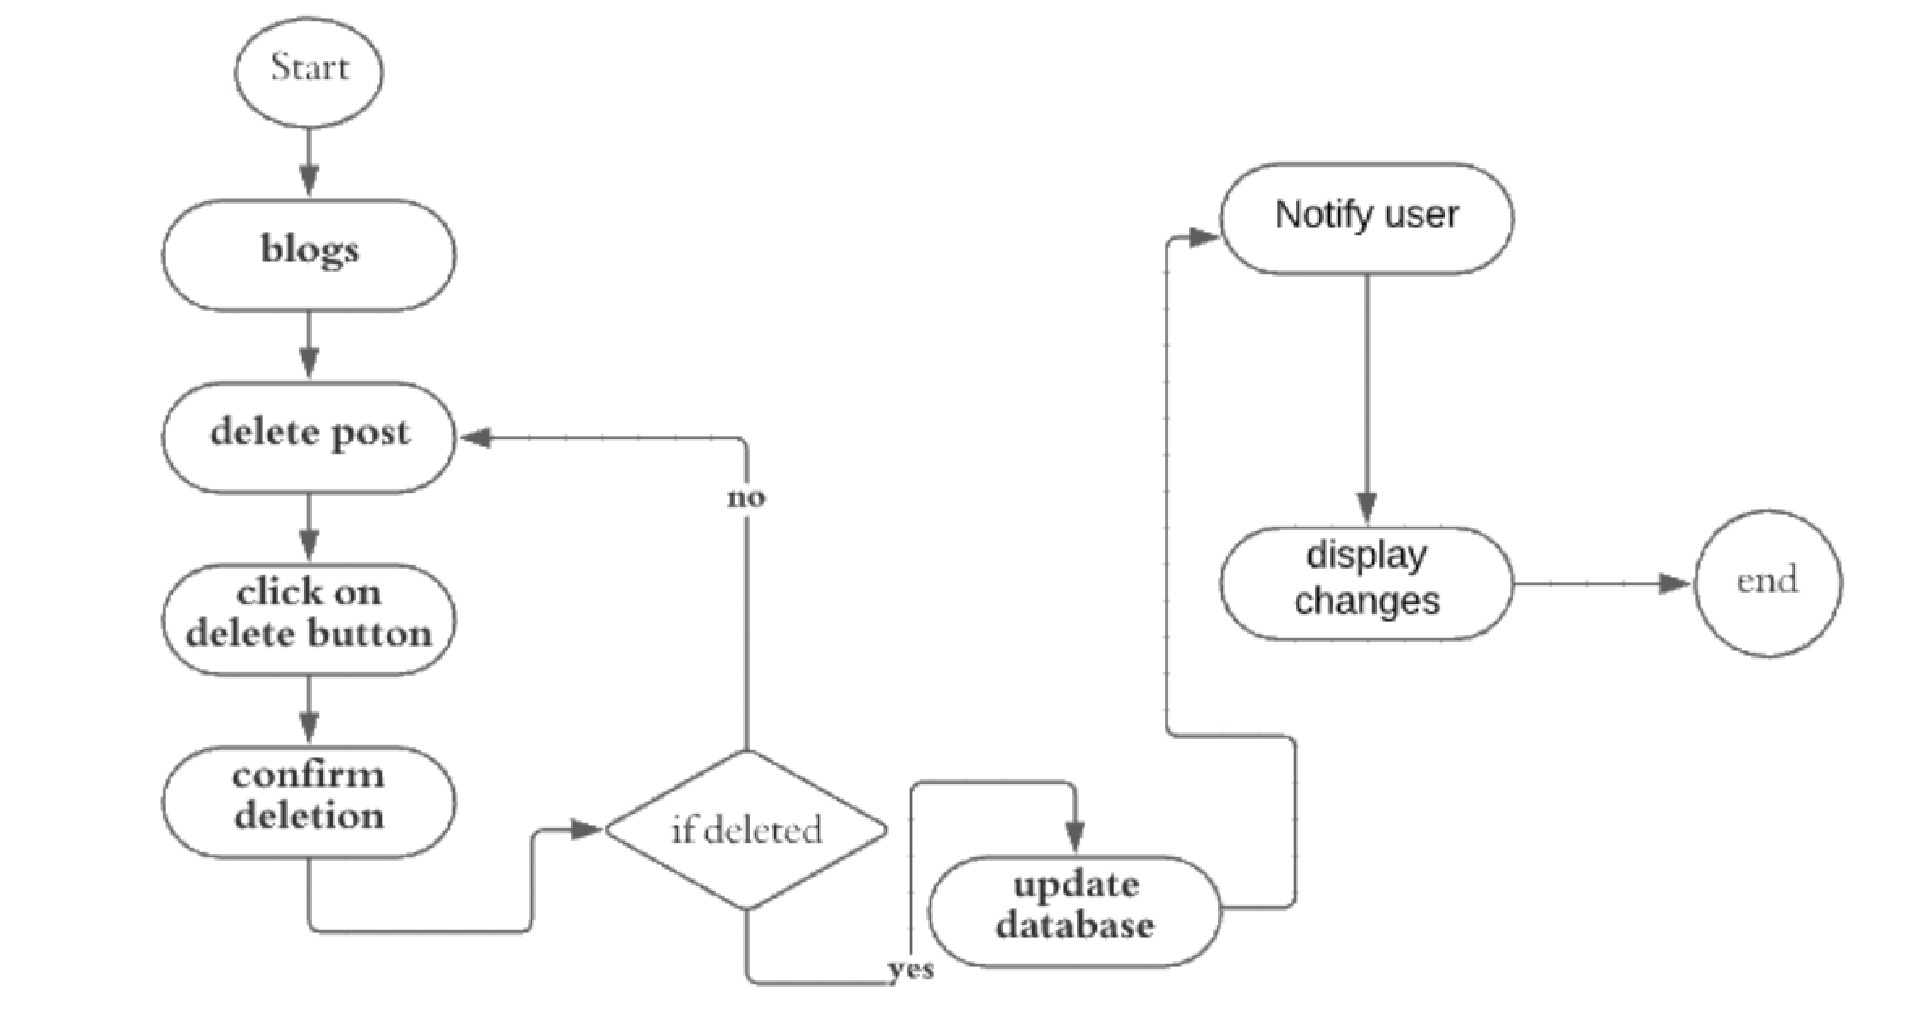 Start
blogs
delete post
click on
delete button
confirm
deletion
if deleted
no
yes
update
database
Notify user
display
changes
end